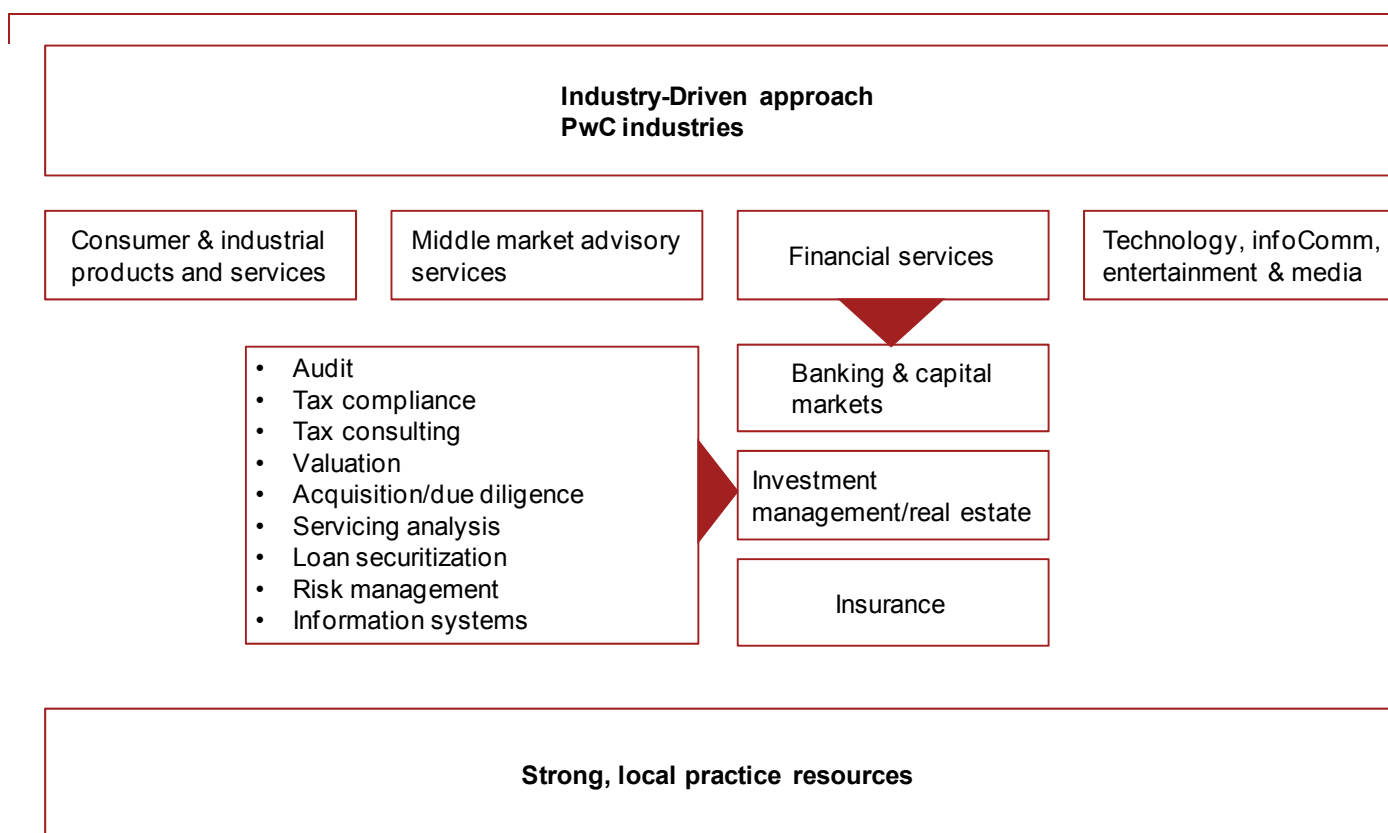 Industry-Driven approach
PwC industries
Consumer & industrial
products and services
Middle market advisory
services
Financial services
Technology, infoComm,
entertainment & media
• Audit
• Tax compliance
• Tax consulting
• Valuation
• Acquisition/due diligence
• Servicing analysis
• Loan securitization
• Risk management
• Information systems
Banking & capital
markets
Investment
management/real estate
Insurance
Strong, local practice resources